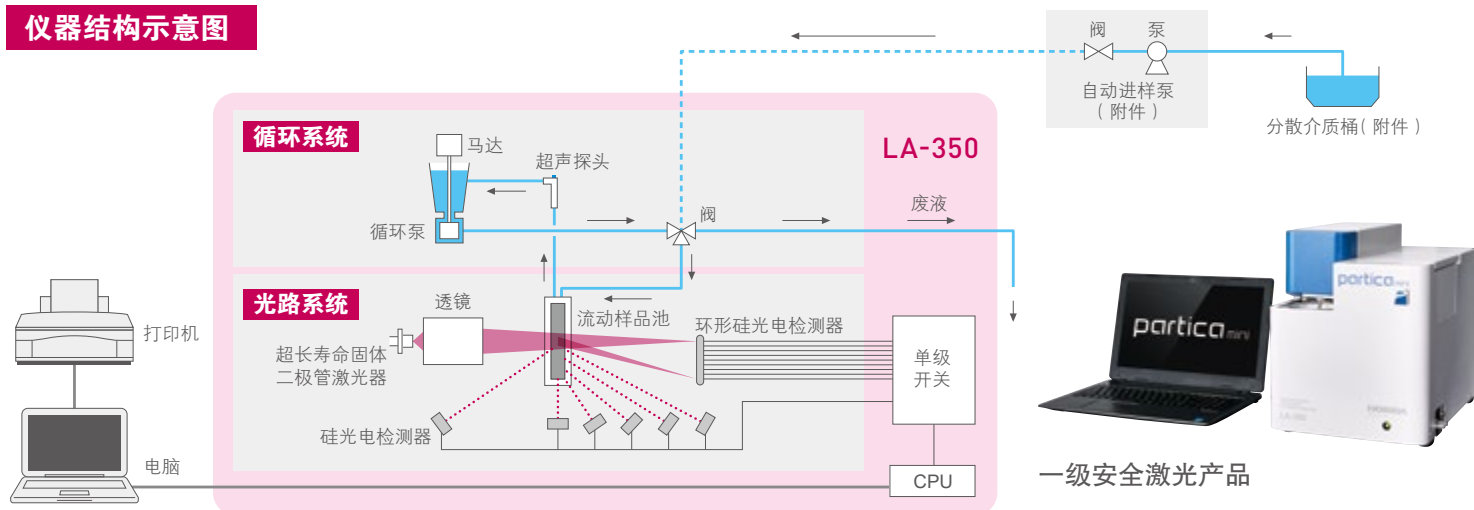 仪器结构示意图
阀
泵
自动进样泵
（附件）
分散介质桶（附件）
循环系统
马达
超声探头
LA-350
循环泵
阀
废液
光路系统
透镜
流动样品池
环形硅光电检测器
超长寿命固体
二极管激光器
单级
开关
硅光电检测器
打印机
电脑
CPU
partica mini
partica mini
一级安全激光产品